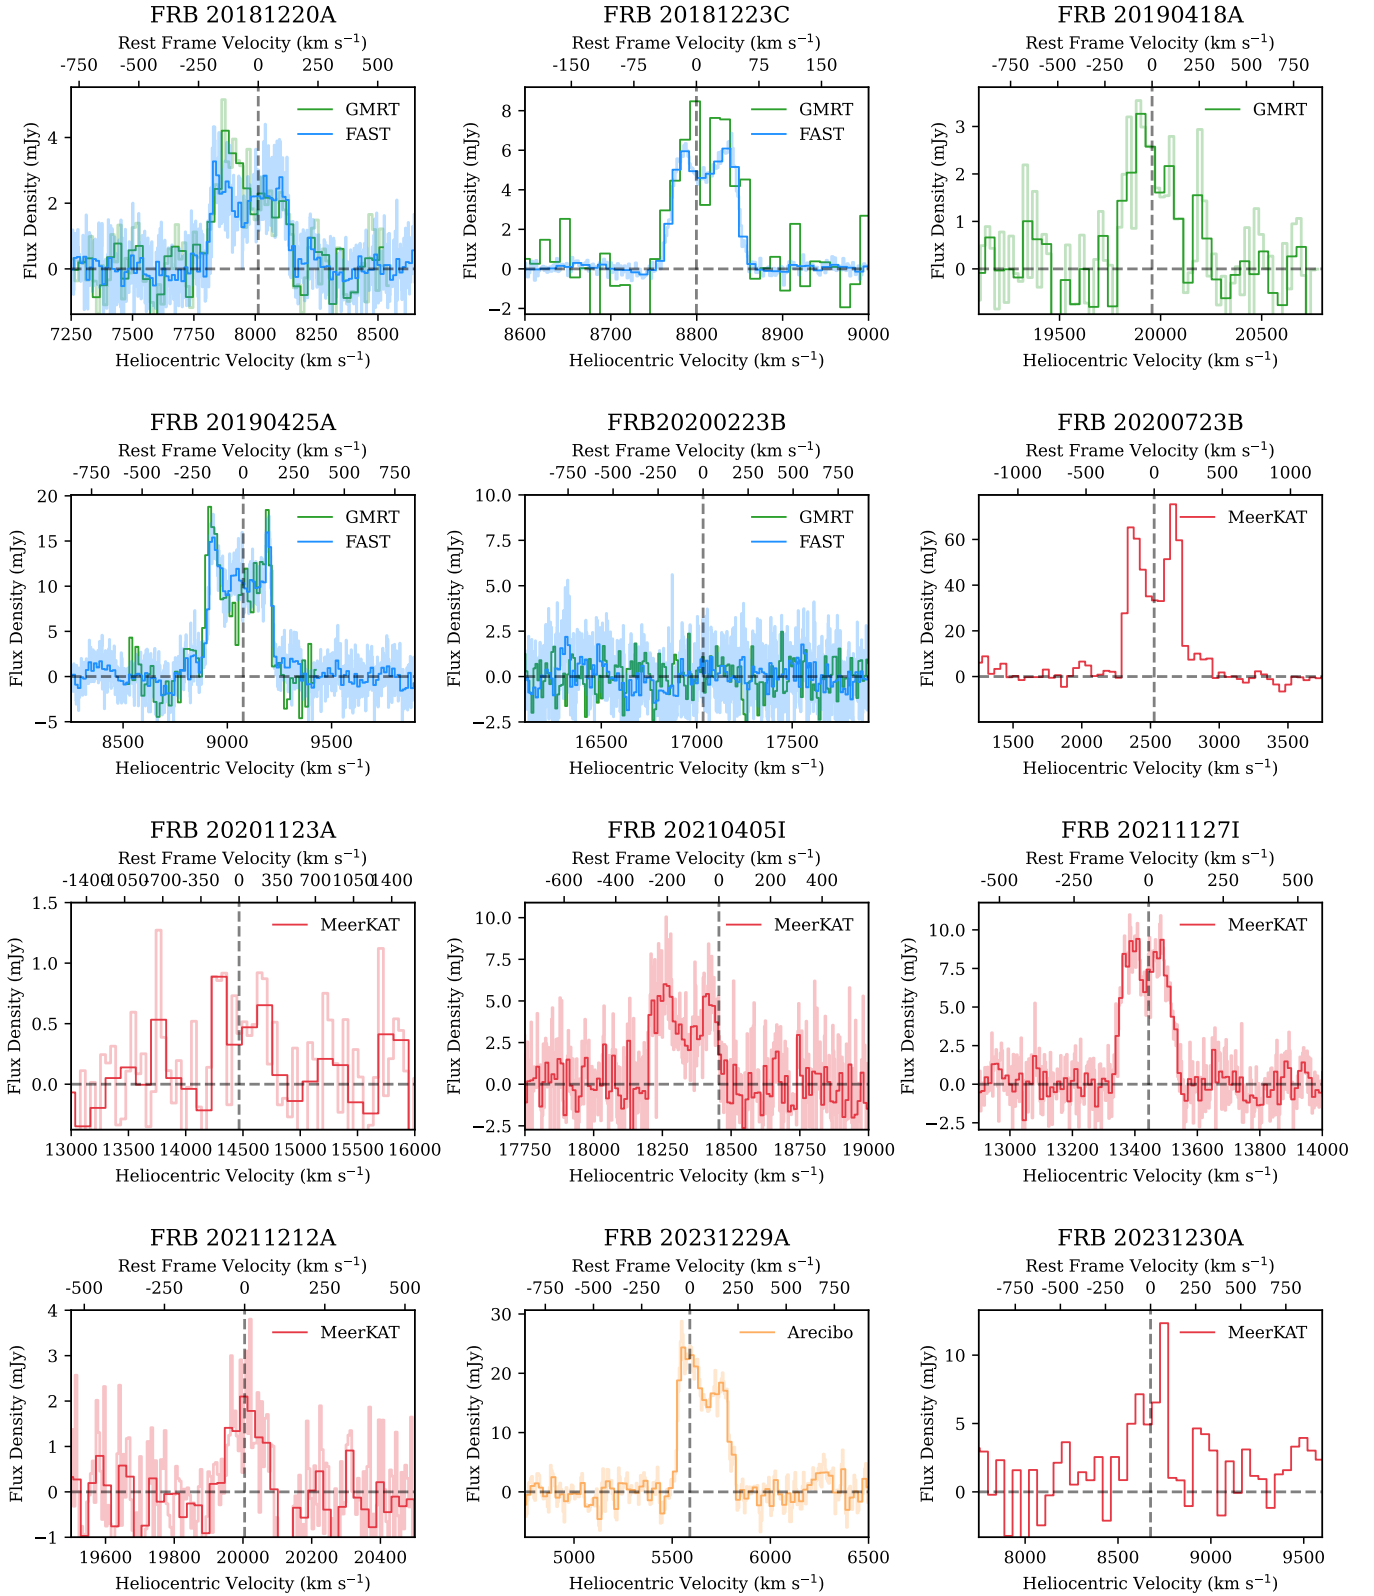 FRB 20181220A
Rest Frame Velocity (km s⁻¹)
-750 -500 -250 0 250 500
GMRT
FAST
Flux Density (mJy)
4
2
0
7250 7500 7750 8000 8250 8500
Heliocentric Velocity (km s⁻¹)
FRB 20181223C
Rest Frame Velocity (km s⁻¹)
-150 -75 0 75 150
GMRT
FAST
Flux Density (mJy)
8
6
4
2
0
−2
8600 8700 8800 8900 9000
Heliocentric Velocity (km s⁻¹)
FRB 20190418A
Rest Frame Velocity (km s⁻¹)
-750 -500 -250 0 250 500 750
GMRT
Flux Density (mJy)
3
2
1
0
19500 20000 20500
Heliocentric Velocity (km s⁻¹)
FRB 20190425A
Rest Frame Velocity (km s⁻¹)
-750 -500 -250 0 250 500 750
GMRT
FAST
Flux Density (mJy)
20
15
10
5
0
−5
8500 9000 9500
Heliocentric Velocity (km s⁻¹)
FRB20200223B
Rest Frame Velocity (km s⁻¹)
-750 -500 -250 0 250 500 750
GMRT
FAST
Flux Density (mJy)
10.0
7.5
5.0
2.5
0.0
−2.5
16500 17000 17500
Heliocentric Velocity (km s⁻¹)
FRB 20200723B
Rest Frame Velocity (km s⁻¹)
-1000 -500 0 500 1000
MeerKAT
Flux Density (mJy)
60
40
20
0
1500 2000 2500 3000 3500
Heliocentric Velocity (km s⁻¹)
FRB 20201123A
Rest Frame Velocity (km s⁻¹)
-1400 -1050 -700 -350 0 350 700 1050 1400
MeerKAT
Flux Density (mJy)
1.5
1.0
0.5
0.0
13000 13500 14000 14500 15000 15500 16000
Heliocentric Velocity (km s⁻¹)
FRB 20210405I
Rest Frame Velocity (km s⁻¹)
-600 -400 -200 0 200 400
MeerKAT
Flux Density (mJy)
10.0
7.5
5.0
2.5
0.0
−2.5
17750 18000 18250 18500 18750 19000
Heliocentric Velocity (km s⁻¹)
FRB 20211127I
Rest Frame Velocity (km s⁻¹)
-500 -250 0 250 500
MeerKAT
Flux Density (mJy)
10.0
7.5
5.0
2.5
0.0
−2.5
13000 13200 13400 13600 13800 14000
Heliocentric Velocity (km s⁻¹)
FRB 20211212A
Rest Frame Velocity (km s⁻¹)
-500 -250 0 250 500
MeerKAT
Flux Density (mJy)
4
3
2
1
0
−1
19600 19800 20000 20200 20400
Heliocentric Velocity (km s⁻¹)
FRB 20231229A
Rest Frame Velocity (km s⁻¹)
-750 -500 -250 0 250 500 750
Arecibo
Flux Density (mJy)
30
20
10
0
5000 5500 6000 6500
Heliocentric Velocity (km s⁻¹)
FRB 20231230A
Rest Frame Velocity (km s⁻¹)
-750 -500 -250 0 250 500 750
MeerKAT
Flux Density (mJy)
10
5
0
8000 8500 9000 9500
Heliocentric Velocity (km s⁻¹)